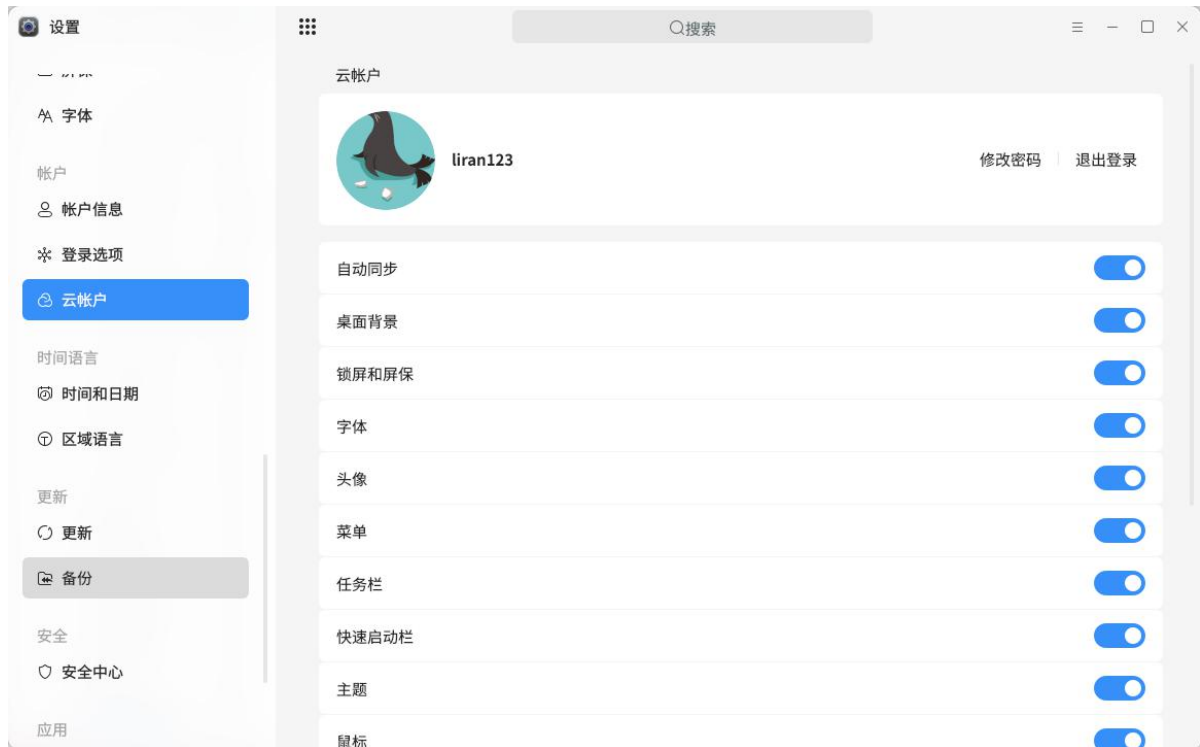 设置
搜索
字体
帐户
帐户信息
登录选项
云帐户
时间语言
时间和日期
区域语言
更新
更新
备份
安全
安全中心
应用
云帐户
liran123
修改密码
退出登录
自动同步
桌面背景
锁屏和屏保
字体
头像
菜单
任务栏
快速启动栏
主题
鼠标